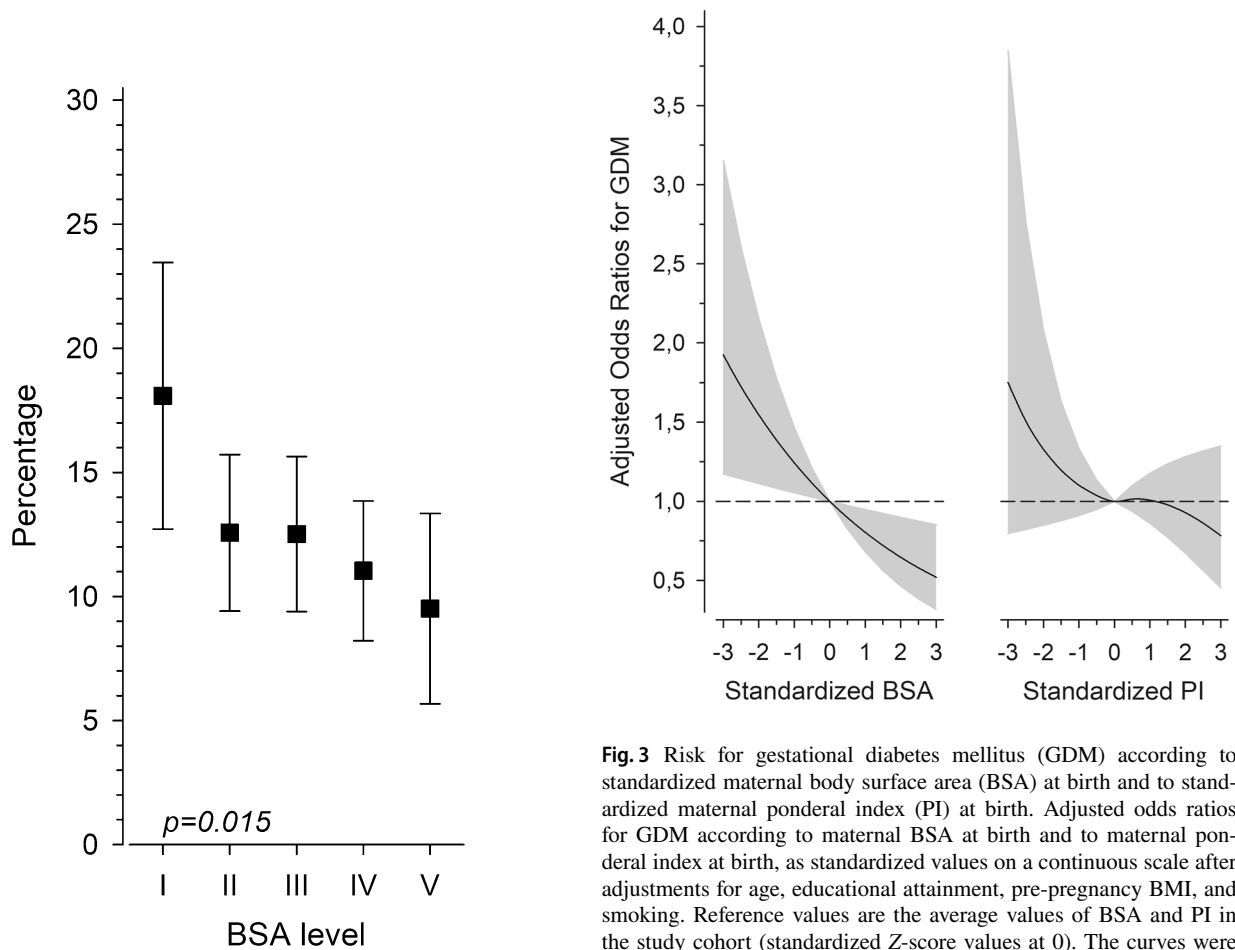 30
25
20
15
10
5
0
Percentage
p=0.015
I II III IV V
BSA level
4,0
3,5
3,0
2,5
2,0
1,5
1,0
0,5
Adjusted Odds Ratios for GDM
-3 -2 -1 0 1 2 3
Standardized BSA
-3 -2 -1 0 1 2 3
Standardized PI
Fig. 3 Risk for gestational diabetes mellitus (GDM) according to
standardized maternal body surface area (BSA) at birth and to stand-
ardized maternal ponderal index (PI) at birth. Adjusted odds ratios
for GDM according to maternal BSA at birth and to maternal pon-
deral index at birth, as standardized values on a continuous scale after
adjustments for age, educational attainment, pre-pregnancy BMI, and
smoking. Reference values are the average values of BSA and PI in
the study cohort (standardized Z-score values at 0). The curves were